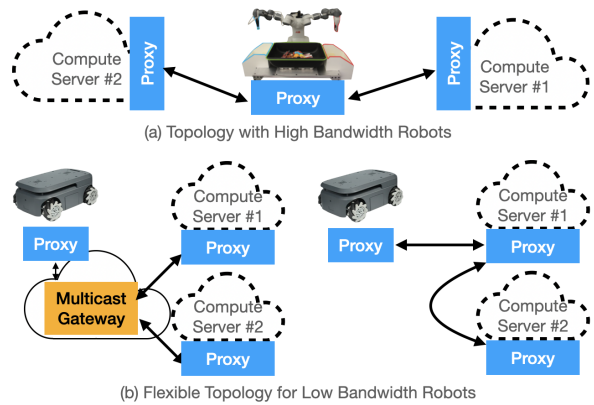 Compute
Server #2
Proxy
Proxy
Proxy
Compute
Server #1
(a) Topology with High Bandwidth Robots
Proxy
Multicast
Gateway
Compute
Server #1
Proxy
Compute
Server #2
Proxy
Proxy
Compute
Server #1
Proxy
Compute
Server #2
Proxy
(b) Flexible Topology for Low Bandwidth Robots